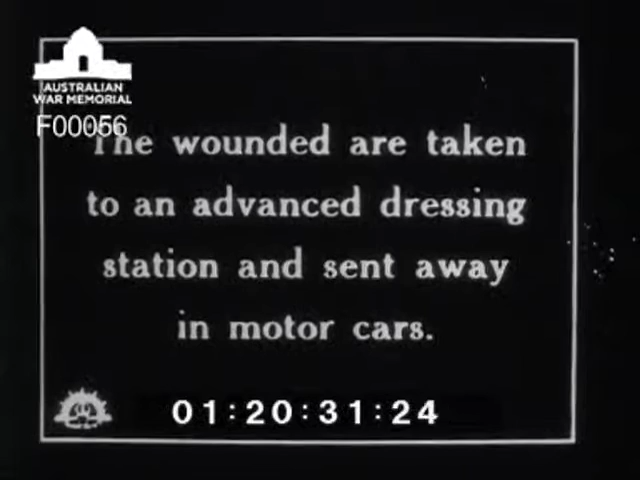 AUSTRALIAN
WAR MEMORIAL
F00056
The wounded are taken
to an advanced dressing
station and sent away
in motor cars.
01:20:31:24